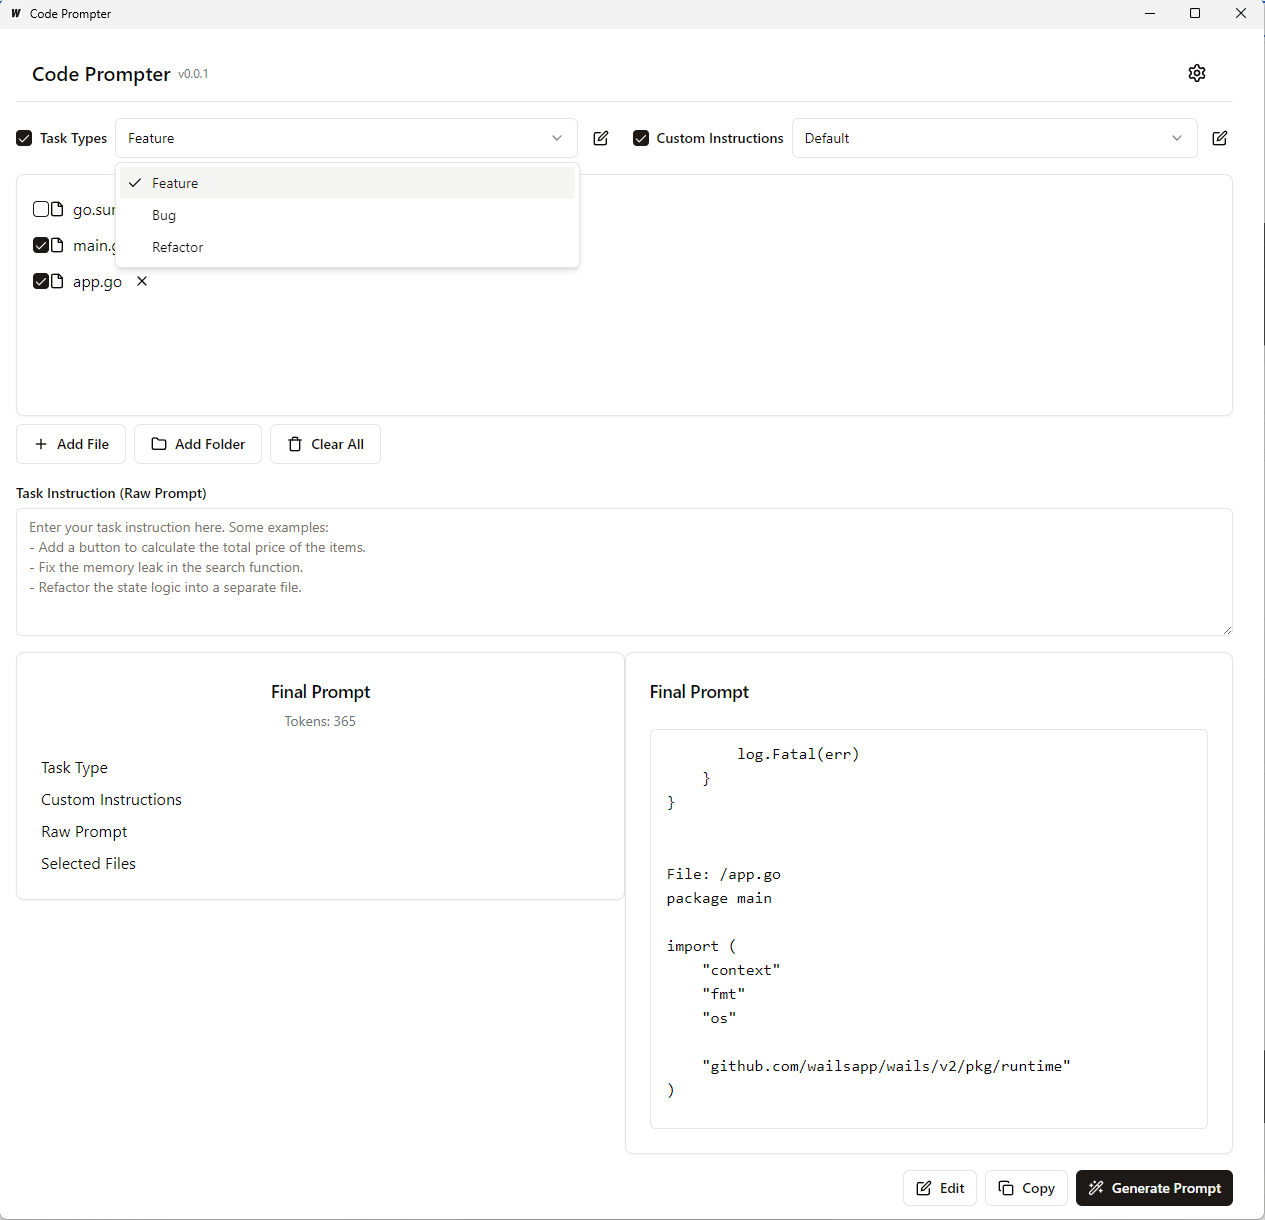 Code Prompter
Code Prompter v0.0.1
Task Types Feature Custom Instructions Default
Feature
Bug
Refactor
go.sum
main.g
app.go
Add File Add Folder Clear All
Task Instruction (Raw Prompt)
Enter your task instruction here. Some examples:
- Add a button to calculate the total price of the items.
- Fix the memory leak in the search function.
- Refactor the state logic into a separate file.
Final Prompt
Tokens: 365
Task Type
Custom Instructions
Raw Prompt
Selected Files
Final Prompt
log.Fatal(err)
}
}
File: /app.go
package main
import (
"context"
"fmt"
"os"
"github.com/wailsapp/wails/v2/pkg/runtime"
)
Edit Copy Generate Prompt